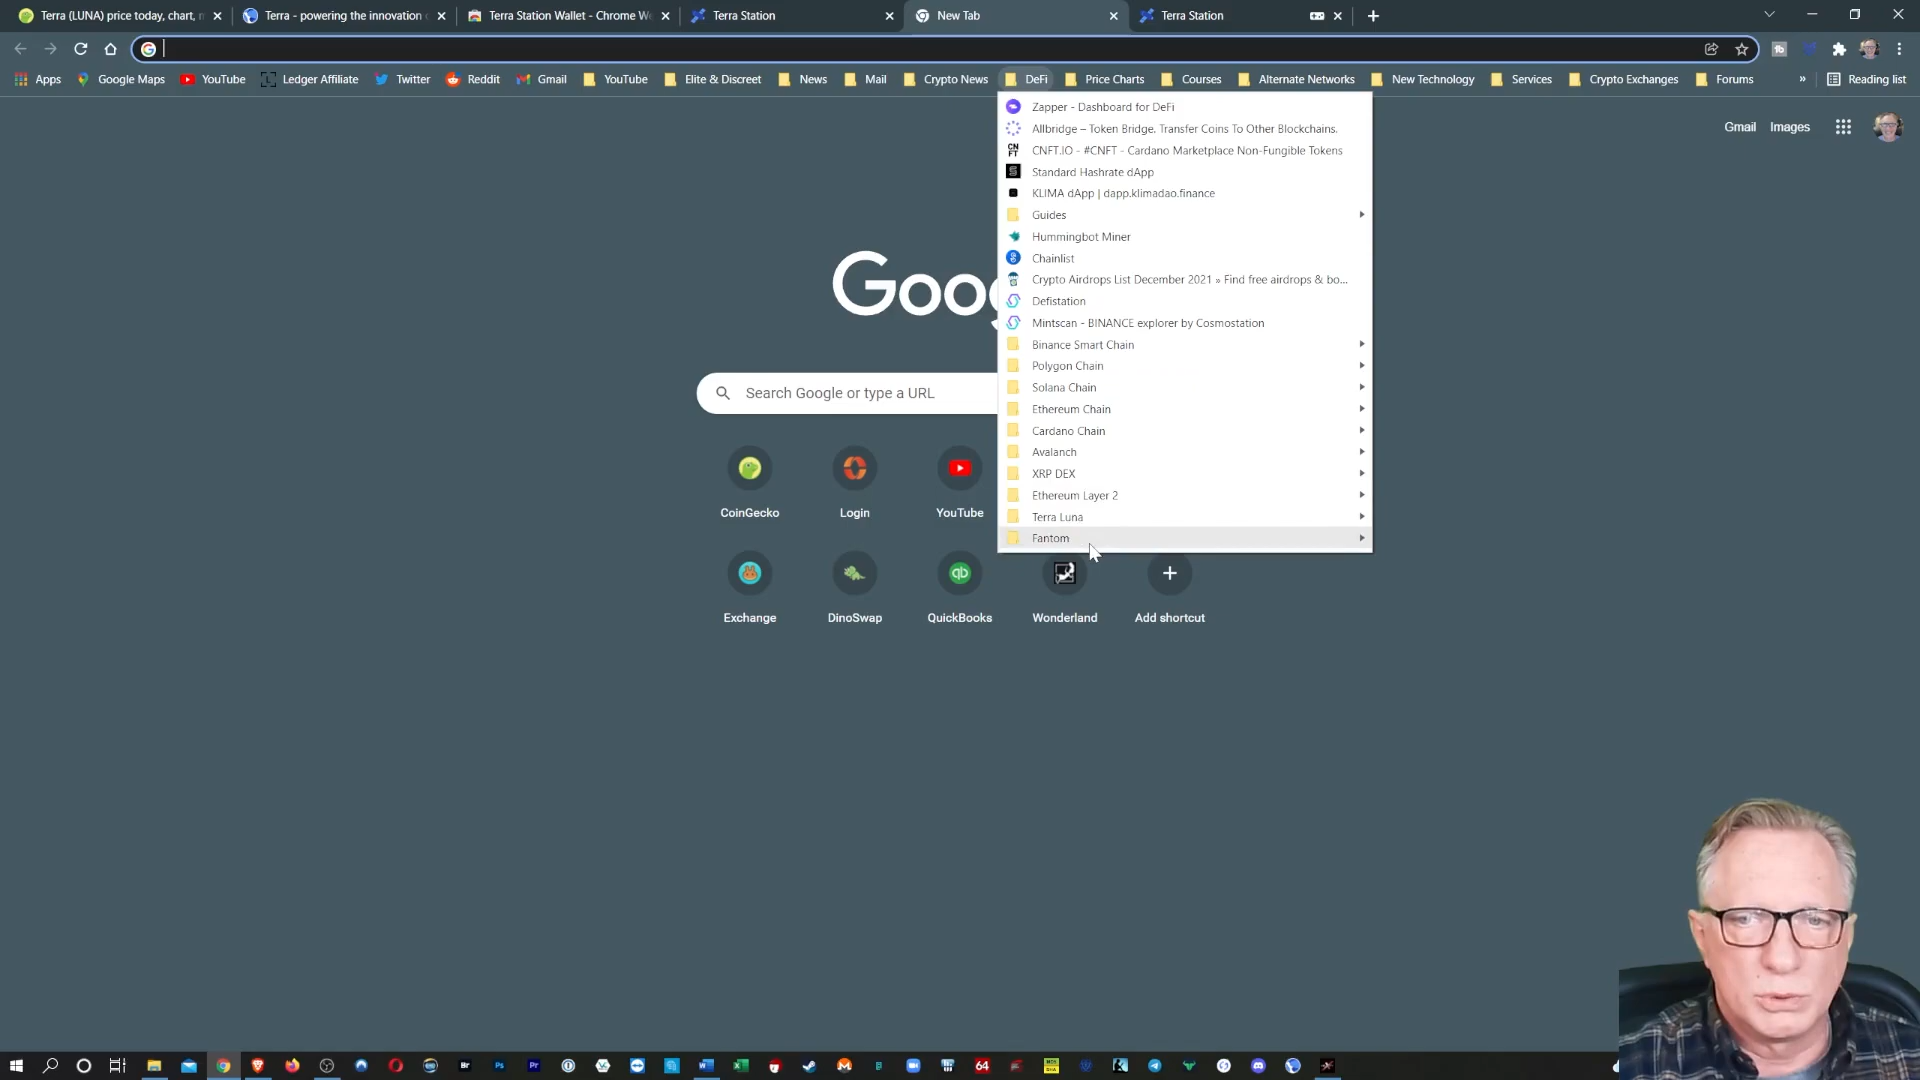 Terra (LUNA) price today, chart, m
Terra - powering the innovation o
Terra Station Wallet - Chrome We
Terra Station
New Tab
Terra Station
Apps
Google Maps
YouTube
Ledger Affiliate
Twitter
Reddit
Gmail
YouTube
Elite & Discreet
News
Mail
Crypto News
DeFi
Price Charts
Courses
Alternate Networks
New Technology
Services
Crypto Exchanges
Forums
»
Reading list
Gmail
Images
Zapper - Dashboard for DeFi
Allbridge – Token Bridge. Transfer Coins To Other Blockchains.
CNFT.IO - #CNFT - Cardano Marketplace Non-Fungible Tokens
Standard Hashrate dApp
KLIMA dApp | dapp.klimadao.finance
Guides
Hummingbot Miner
Chainlist
Crypto Airdrops List December 2021 » Find free airdrops & bo...
Defistation
Mintscan - BINANCE explorer by Cosmostation
Binance Smart Chain
Polygon Chain
Solana Chain
Ethereum Chain
Cardano Chain
Avalanch
XRP DEX
Ethereum Layer 2
Terra Luna
Fantom
Goog
Search Google or type a URL
CoinGecko
Login
YouTube
Exchange
DinoSwap
QuickBooks
Wonderland
Add shortcut